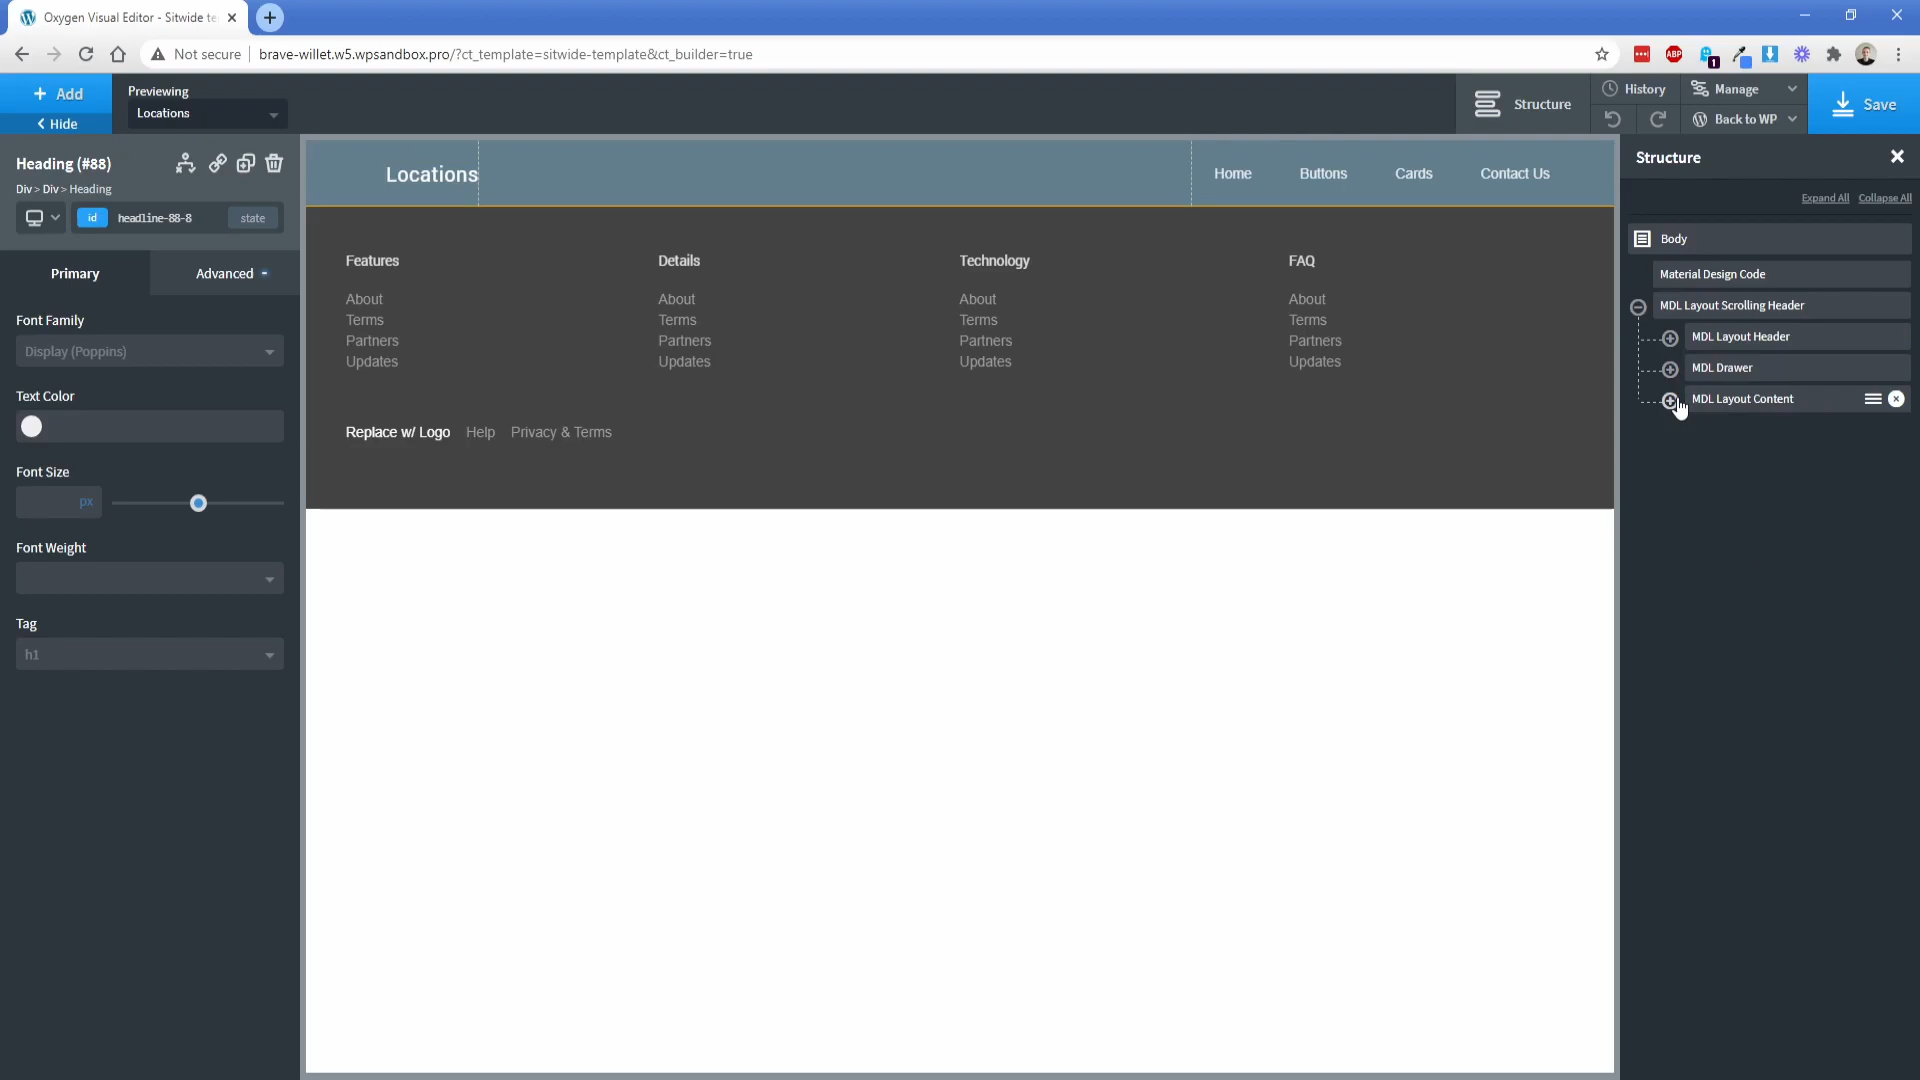 Oxygen Visual Editor - Sitwide te
Not secure
brave-willet.w5.wpsandbox.pro/?ct_template=sitwide-template&ct_builder=true
ABP
1
+ Add
< Hide
Previewing
Locations
Structure
History
Manage
Back to WP
Save
Heading (#88)
Div > Div > Heading
id
headline-88-8
state
Primary
Advanced
Font Family
Display (Poppins)
Text Color
Font Size
px
Font Weight
Tag
h1
Locations
Home
Buttons
Cards
Contact Us
Features
About
Terms
Partners
Updates
Details
About
Terms
Partners
Updates
Technology
About
Terms
Partners
Updates
FAQ
About
Terms
Partners
Updates
Replace w/ Logo
Help
Privacy & Terms
Structure
Expand All
Collapse All
Body
Material Design Code
MDL Layout Scrolling Header
MDL Layout Header
MDL Drawer
MDL Layout Content